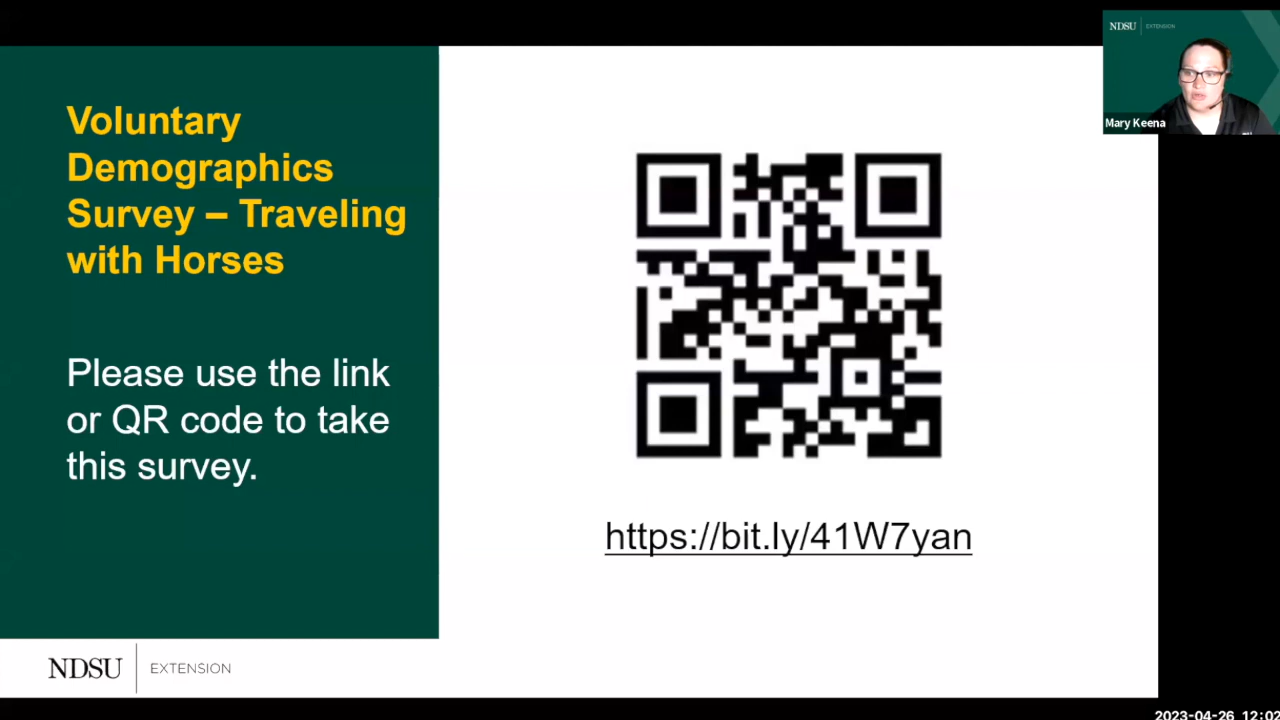 Voluntary
Demographics
Survey – Traveling
with Horses
Please use the link
or QR code to take
this survey.
https://bit.ly/41W7yan
NDSU
EXTENSION
NDSU
EXTENSION
Mary Keena
2023-04-26 12:02